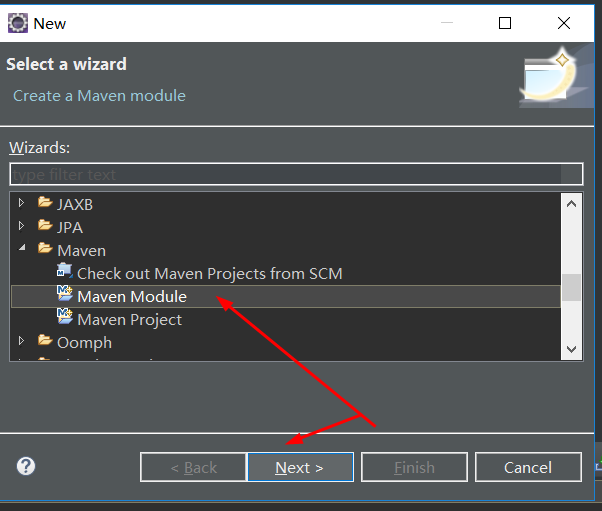 New
Select a wizard
Create a Maven module
Wizards:
type filter text
JAXB
JPA
Maven
Check out Maven Projects from SCM
Maven Module
Maven Project
Oomph
< Back
Next >
Finish
Cancel